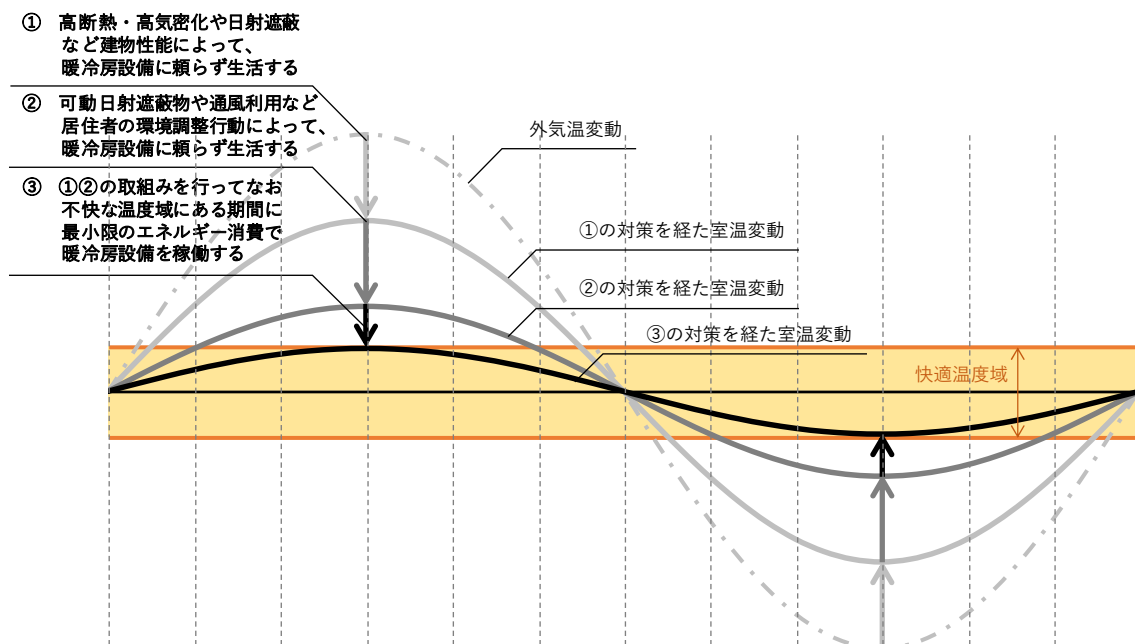 ① 高断熱・高気密化や日射遮蔽
など建物性能によって、
暖冷房設備に頼らず生活する
② 可動日射遮蔽物や通風利用など
居住者の環境調整行動によって、
暖冷房設備に頼らず生活する
③ ①②の取組みを行ってなお
不快な温度域にある期間に
最小限のエネルギー消費で
暖冷房設備を稼働する
外気温変動
①の対策を経た室温変動
②の対策を経た室温変動
③の対策を経た室温変動
快適温度域